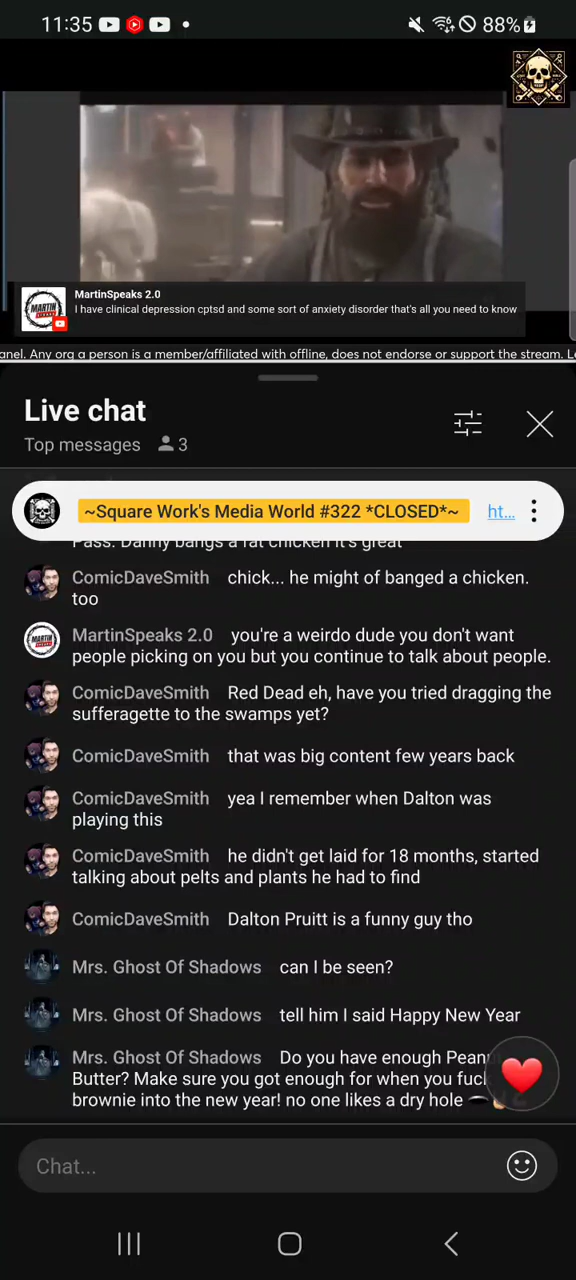 11:35
88%
MARTIN
MartinSpeaks 2.0
I have clinical depression cptsd and some sort of anxiety disorder that's all you need to know
anel. Any org a person is a member/affiliated with offline, does not endorse or support the stream. Le
Live chat
Top messages 3
~Square Work's Media World #322 *CLOSED*~ ht...
Pass. Danny bangs a fat chicken it's great
ComicDaveSmith chick... he might of banged a chicken.
too
MartinSpeaks 2.0 you're a weirdo dude you don't want
people picking on you but you continue to talk about people.
ComicDaveSmith Red Dead eh, have you tried dragging the
sufferagette to the swamps yet?
ComicDaveSmith that was big content few years back
ComicDaveSmith yea I remember when Dalton was
playing this
ComicDaveSmith he didn't get laid for 18 months, started
talking about pelts and plants he had to find
ComicDaveSmith Dalton Pruitt is a funny guy tho
Mrs. Ghost Of Shadows can I be seen?
Mrs. Ghost Of Shadows tell him I said Happy New Year
Mrs. Ghost Of Shadows Do you have enough Pean
Butter? Make sure you got enough for when you fuc
brownie into the new year! no one likes a dry hole
Chat...